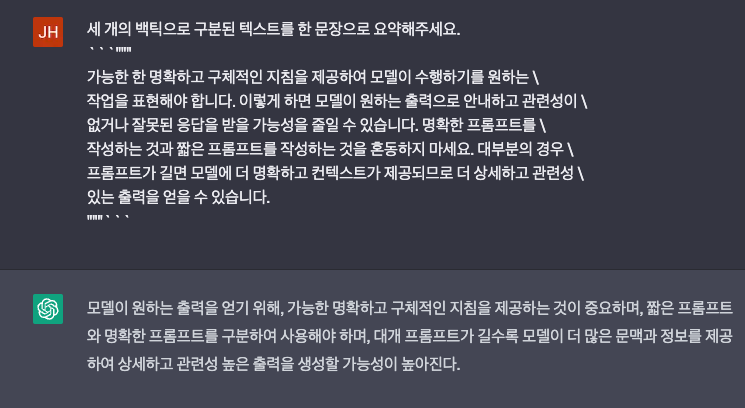 JH
세 개의 백틱으로 구분된 텍스트를 한 문장으로 요약해주세요.
```"""
가능한 한 명확하고 구체적인 지침을 제공하여 모델이 수행하기를 원하는 \
작업을 표현해야 합니다. 이렇게 하면 모델이 원하는 출력으로 안내하고 관련성이 \
없거나 잘못된 응답을 받을 가능성을 줄일 수 있습니다. 명확한 프롬프트를 \
작성하는 것과 짧은 프롬프트를 작성하는 것을 혼동하지 마세요. 대부분의 경우 \
프롬프트가 길면 모델에 더 명확하고 컨텍스트가 제공되므로 더 상세하고 관련성 \
있는 출력을 얻을 수 있습니다.
"""```
모델이 원하는 출력을 얻기 위해, 가능한 명확하고 구체적인 지침을 제공하는 것이 중요하며, 짧은 프롬프트
와 명확한 프롬프트를 구분하여 사용해야 하며, 대개 프롬프트가 길수록 모델이 더 많은 문맥과 정보를 제공
하여 상세하고 관련성 높은 출력을 생성할 가능성이 높아진다.